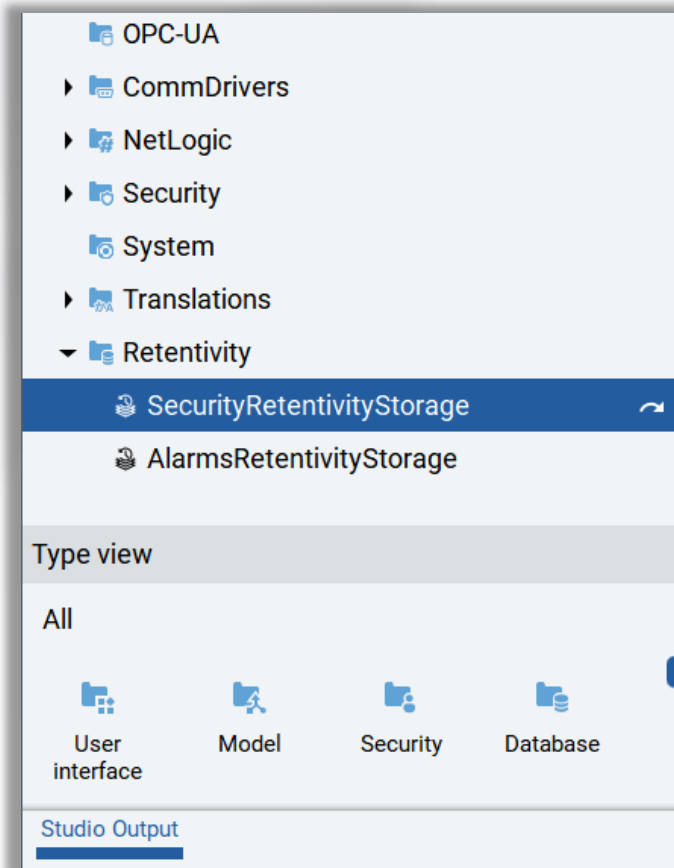 OPC-UA
CommDrivers
NetLogic
Security
System
Translations
Retentivity
SecurityRetentivityStorage
AlarmsRetentivityStorage
Type view
All
User interface
Model
Security
Database
Studio Output